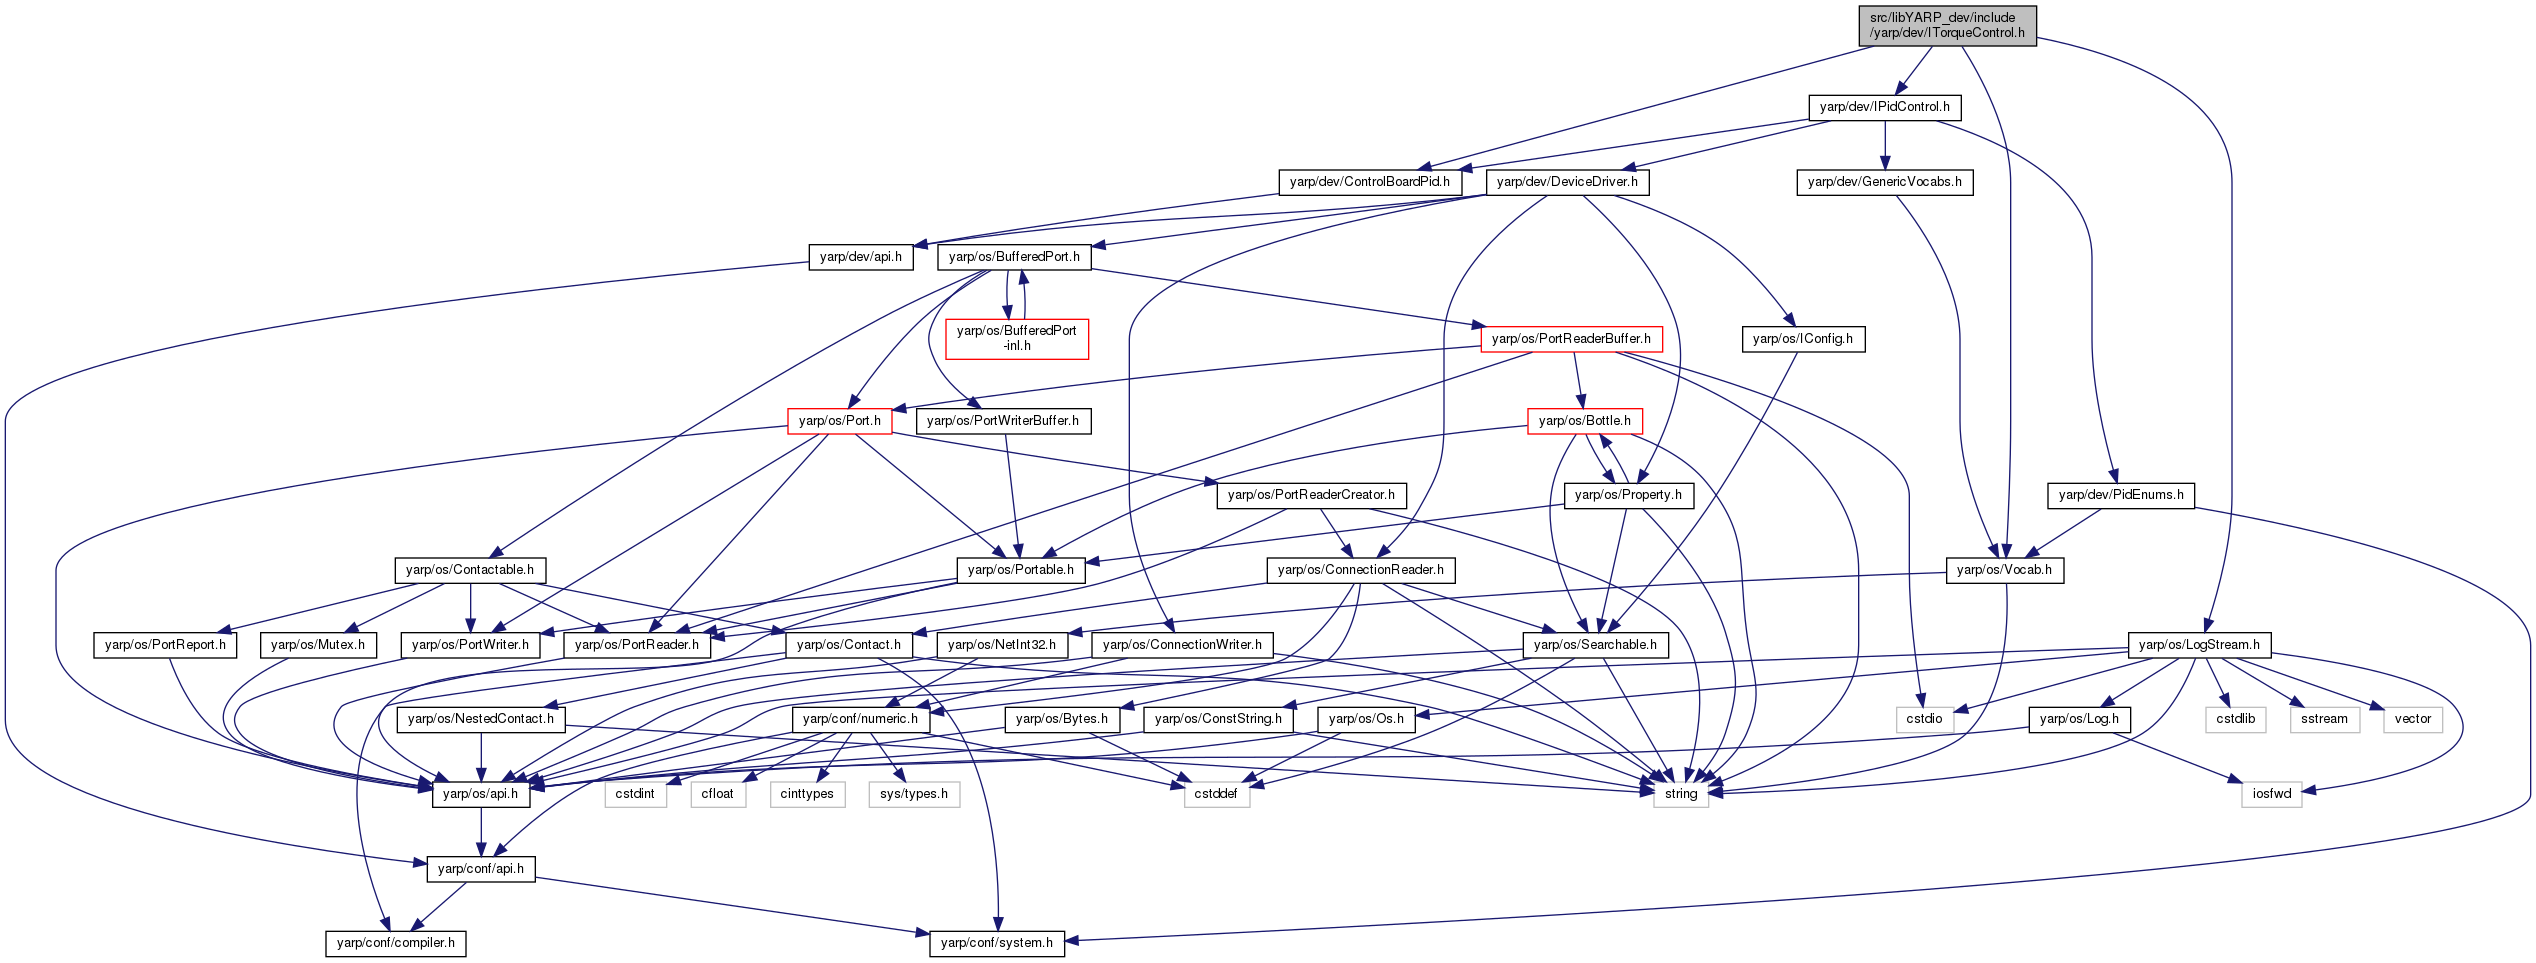 src/libYARP_dev/include
/yarp/dev/ITorqueControl.h
yarp/dev/IPidControl.h
yarp/dev/ControlBoardPid.h
yarp/dev/DeviceDriver.h
yarp/dev/GenericVocabs.h
yarp/dev/api.h
yarp/os/BufferedPort.h
yarp/os/BufferedPort
-inl.h
yarp/os/PortReaderBuffer.h
yarp/os/IConfig.h
yarp/os/Port.h
yarp/os/PortWriterBuffer.h
yarp/os/Bottle.h
yarp/os/PortReaderCreator.h
yarp/os/Property.h
yarp/dev/PidEnums.h
yarp/os/Contactable.h
yarp/os/Portable.h
yarp/os/ConnectionReader.h
yarp/os/Vocab.h
yarp/os/PortReport.h
yarp/os/Mutex.h
yarp/os/PortWriter.h
yarp/os/PortReader.h
yarp/os/Contact.h
yarp/os/NetInt32.h
yarp/os/ConnectionWriter.h
yarp/os/Searchable.h
yarp/os/LogStream.h
yarp/os/NestedContact.h
yarp/conf/numeric.h
yarp/os/Bytes.h
yarp/os/ConstString.h
yarp/os/Os.h
cstdio
yarp/os/Log.h
cstdlib
sstream
vector
yarp/os/api.h
cstdint
cfloat
cinttypes
sys/types.h
cstddef
string
iosfwd
yarp/conf/api.h
yarp/conf/compiler.h
yarp/conf/system.h